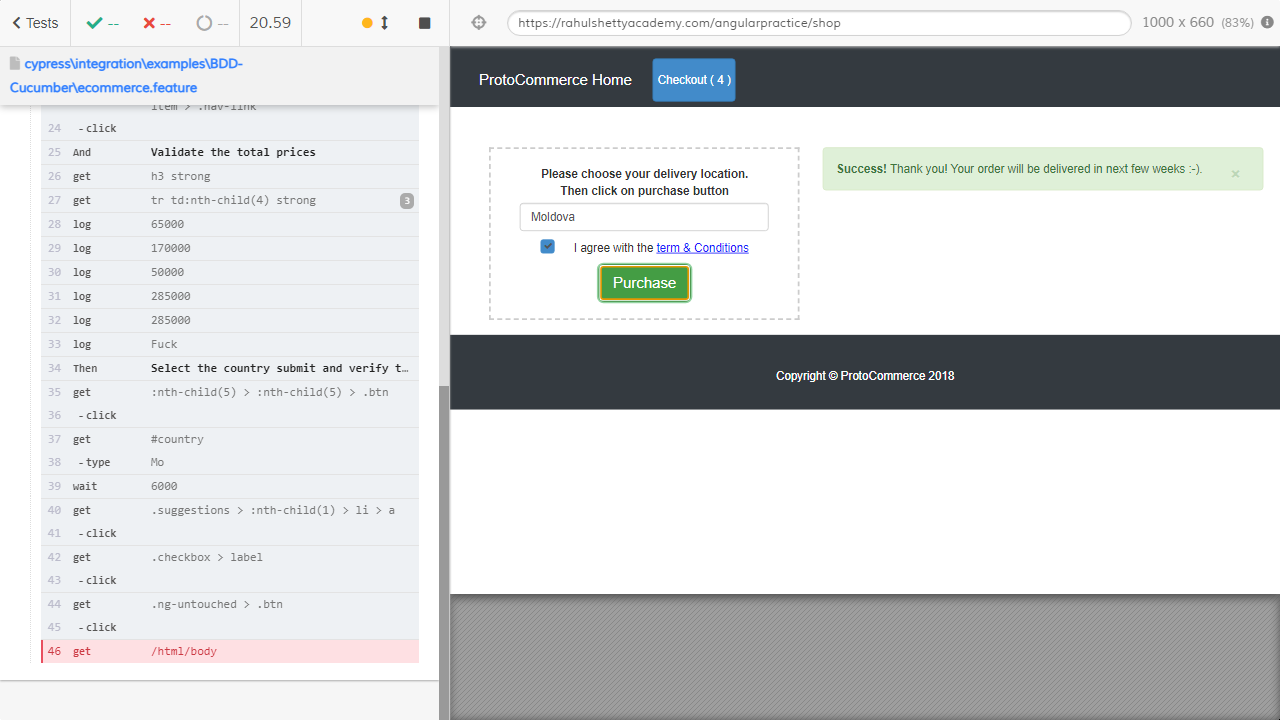 Tests
--
--
--
20.59
cypress\integration\examples\BDD-
Cucumber\ecommerce.feature
item > .nav-link
24 -click
25 And Validate the total prices
26 get h3 strong
27 get tr td:nth-child(4) strong 3
28 log 65000
29 log 170000
30 log 50000
31 log 285000
32 log 285000
33 log Fuck
34 Then Select the country submit and verify t…
35 get :nth-child(5) > :nth-child(5) > .btn
36 -click
37 get #country
38 -type Mo
39 wait 6000
40 get .suggestions > :nth-child(1) > li > a
41 -click
42 get .checkbox > label
43 -click
44 get .ng-untouched > .btn
45 -click
46 get /html/body
https://rahulshettyacademy.com/angularpractice/shop
1000 x 660 (83%)
ProtoCommerce Home
Checkout ( 4 )
Please choose your delivery location.
Then click on purchase button
Moldova
I agree with the term & Conditions
Purchase
Success! Thank you! Your order will be delivered in next few weeks :-).
×
Copyright © ProtoCommerce 2018